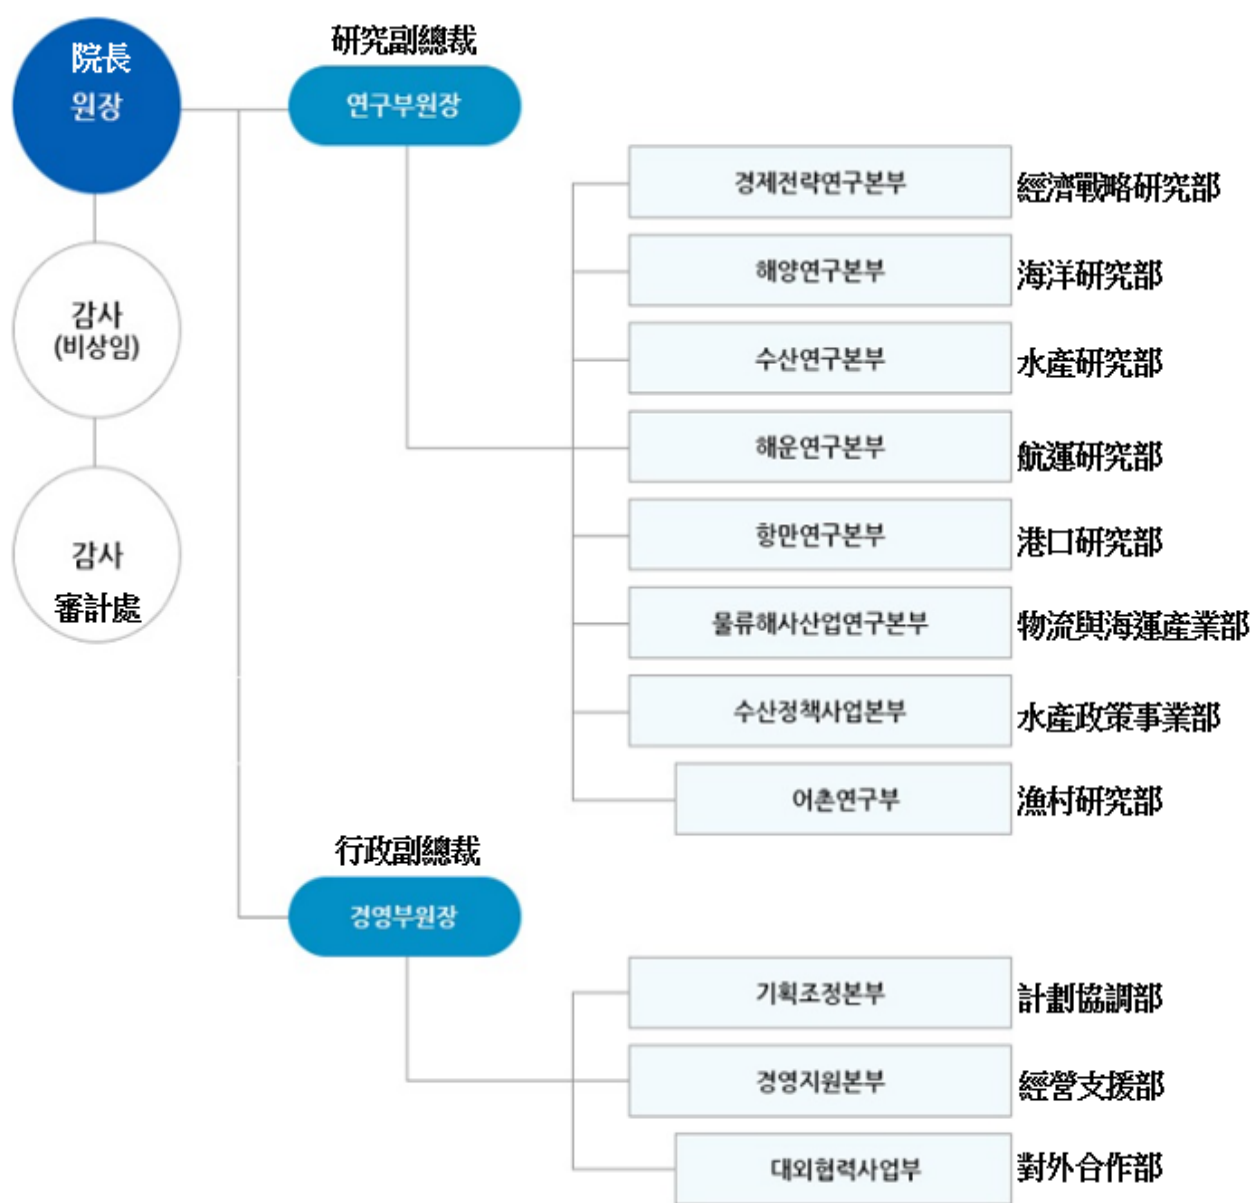 院長
원장
감사
(비상임)
감사
審計處
研究副總裁
연구부원장
경제전략연구본부 經濟戰略研究部
해양연구본부 海洋研究部
수산연구본부 水產研究部
해운연구본부 航運研究部
항만연구본부 港口研究部
물류해사산업연구본부 物流與海運產業部
수산정책사업본부 水產政策事業部
어촌연구부 漁村研究部
行政副總裁
경영부원장
기획조정본부 計劃協調部
경영지원본부 經營支援部
대외협력사업부 對外合作部